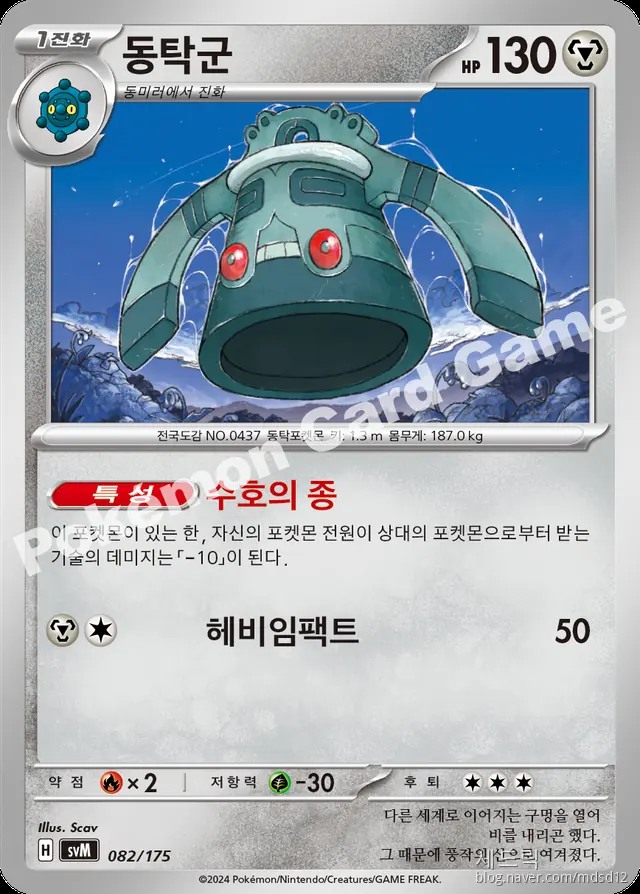 1진화
동탁군
HP 130
동미러에서 진화
전국도감 NO.0437 동탁포켓몬 키: 1.3 m 몸무게: 187.0 kg
특성 수호의 종
이 포켓몬이 있는 한, 자신의 포켓몬 전원이 상대의 포켓몬으로부터 받는
기술의 데미지는 「-10」이 된다.
헤비임팩트 50
약점 ×2 저항력 -30 후퇴
다른 세계로 이어지는 구멍을 열어
비를 내리곤 했다.
그 때문에 풍작의 신으로 여겨졌다.
Illus. Scav
H svM 082/175
©2024 Pokémon/Nintendo/Creatures/GAME FREAK.
Pokémon Card Game
blog.naver.com/mdsd12